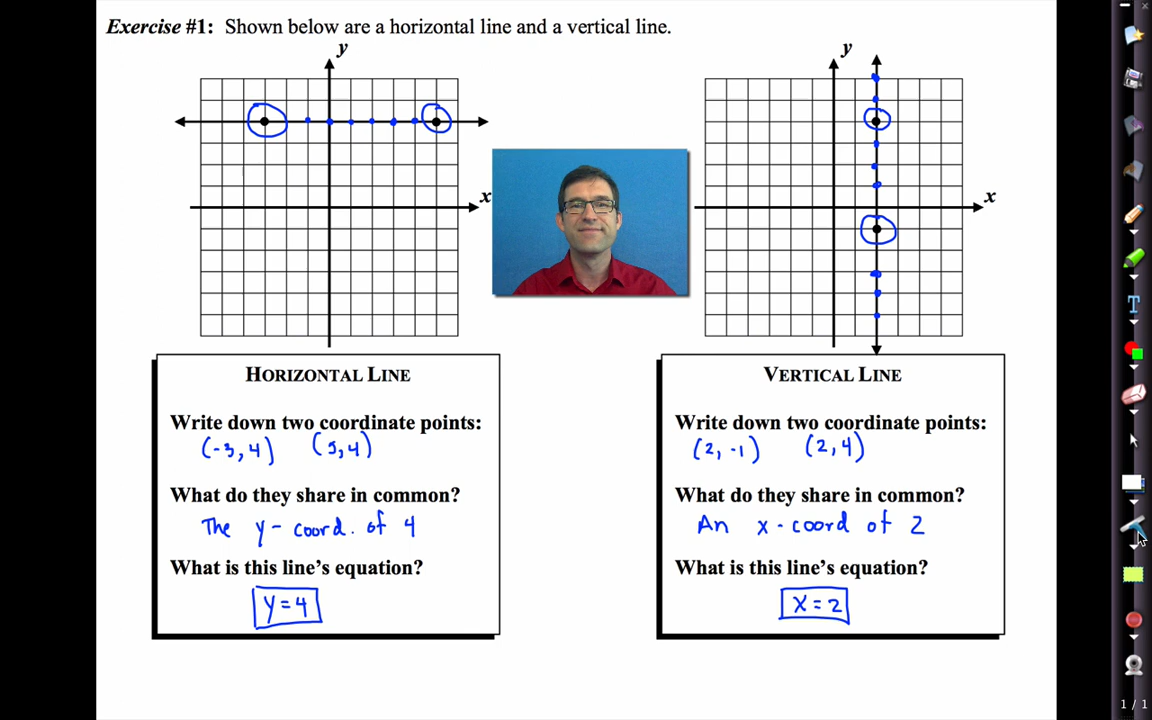 Exercise #1: Shown below are a horizontal line and a vertical line.
y
x
y
x
HORIZONTAL LINE
Write down two coordinate points:
(-3, 4) (5, 4)
What do they share in common?
The y-coord. of 4
What is this line's equation?
y = 4
VERTICAL LINE
Write down two coordinate points:
(2, -1) (2, 4)
What do they share in common?
An x-coord of 2
What is this line's equation?
x = 2
T
1 / 1